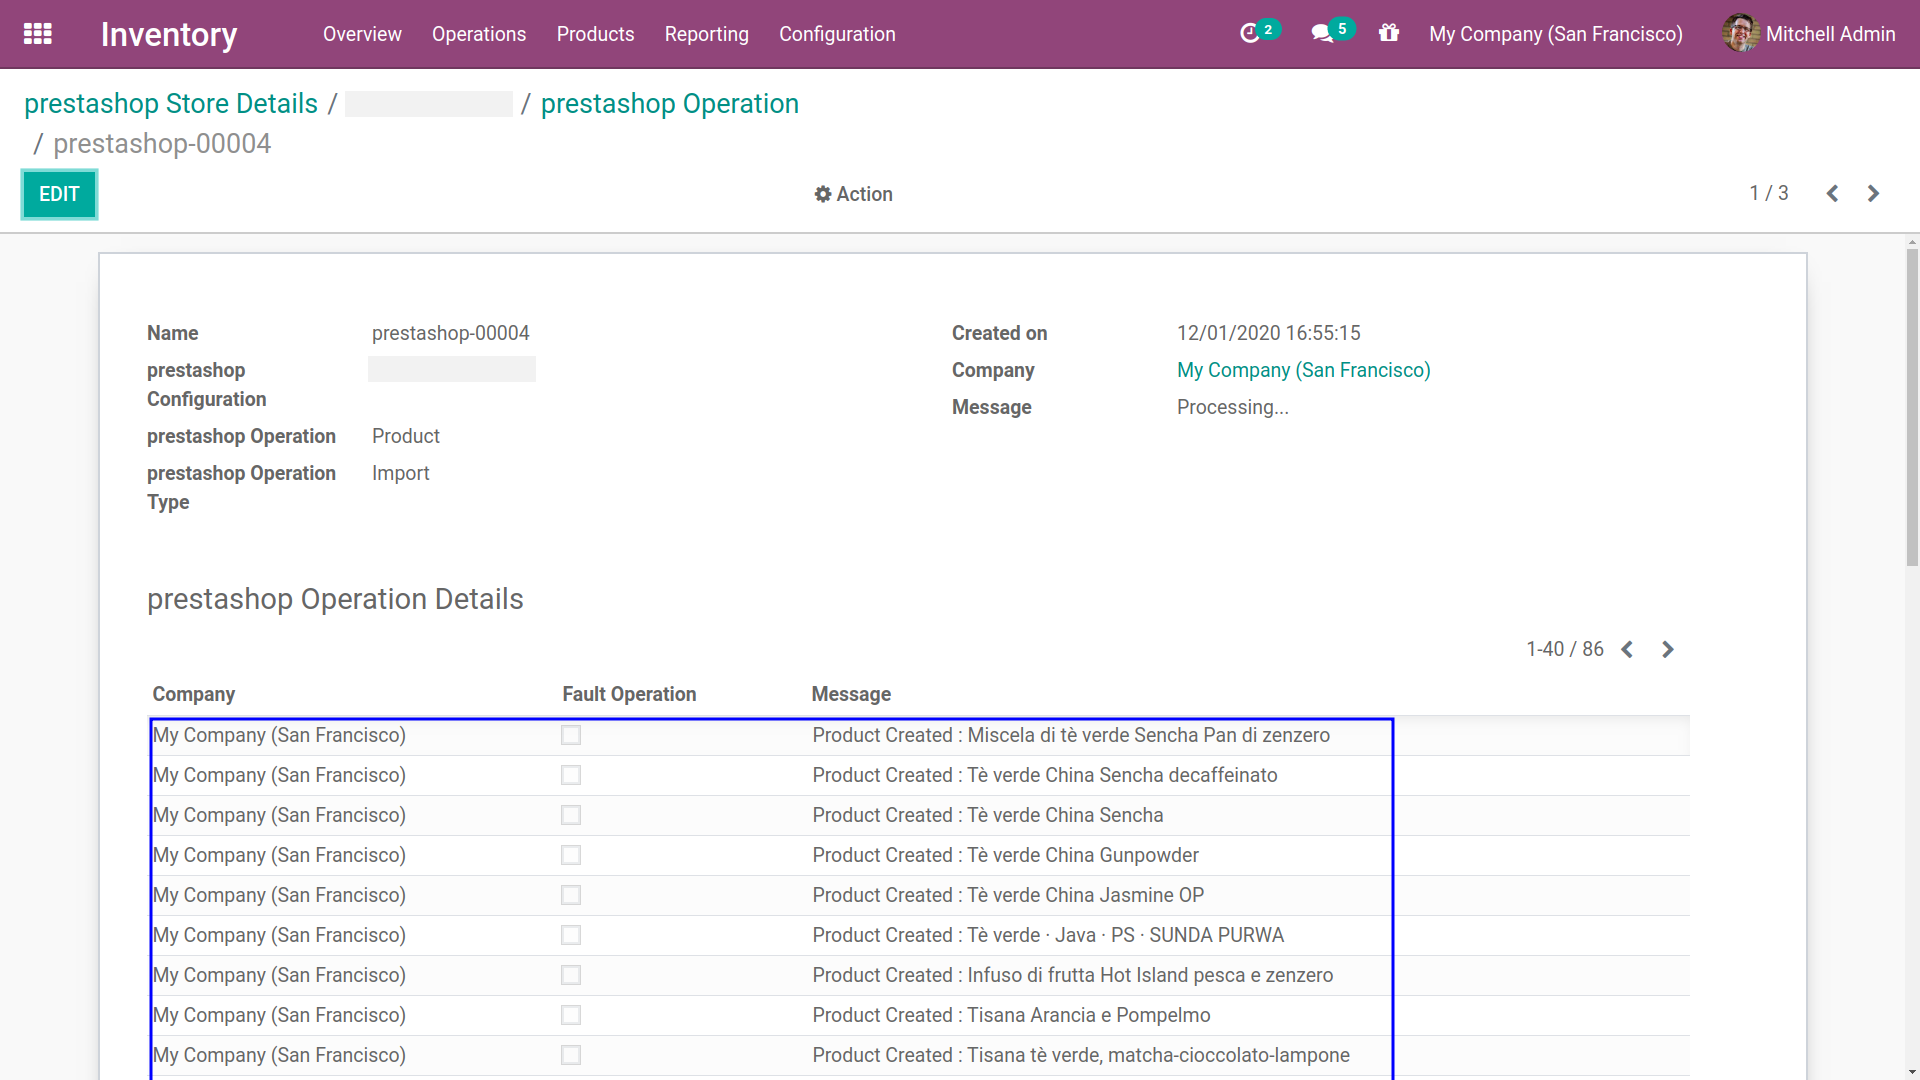 Inventory Overview Operations Products Reporting Configuration 2 5 My Company (San Francisco) Mitchell Admin
prestashop Store Details / / prestashop Operation
/ prestashop-00004
EDIT Action 1 / 3
Name prestashop-00004 Created on 12/01/2020 16:55:15
prestashop Company My Company (San Francisco)
Configuration Message Processing...
prestashop Operation Product
prestashop Operation Import
Type
prestashop Operation Details
1-40 / 86
Company Fault Operation Message
My Company (San Francisco) Product Created : Miscela di tè verde Sencha Pan di zenzero
My Company (San Francisco) Product Created : Tè verde China Sencha decaffeinato
My Company (San Francisco) Product Created : Tè verde China Sencha
My Company (San Francisco) Product Created : Tè verde China Gunpowder
My Company (San Francisco) Product Created : Tè verde China Jasmine OP
My Company (San Francisco) Product Created : Tè verde · Java · PS · SUNDA PURWA
My Company (San Francisco) Product Created : Infuso di frutta Hot Island pesca e zenzero
My Company (San Francisco) Product Created : Tisana Arancia e Pompelmo
My Company (San Francisco) Product Created : Tisana tè verde, matcha-cioccolato-lampone